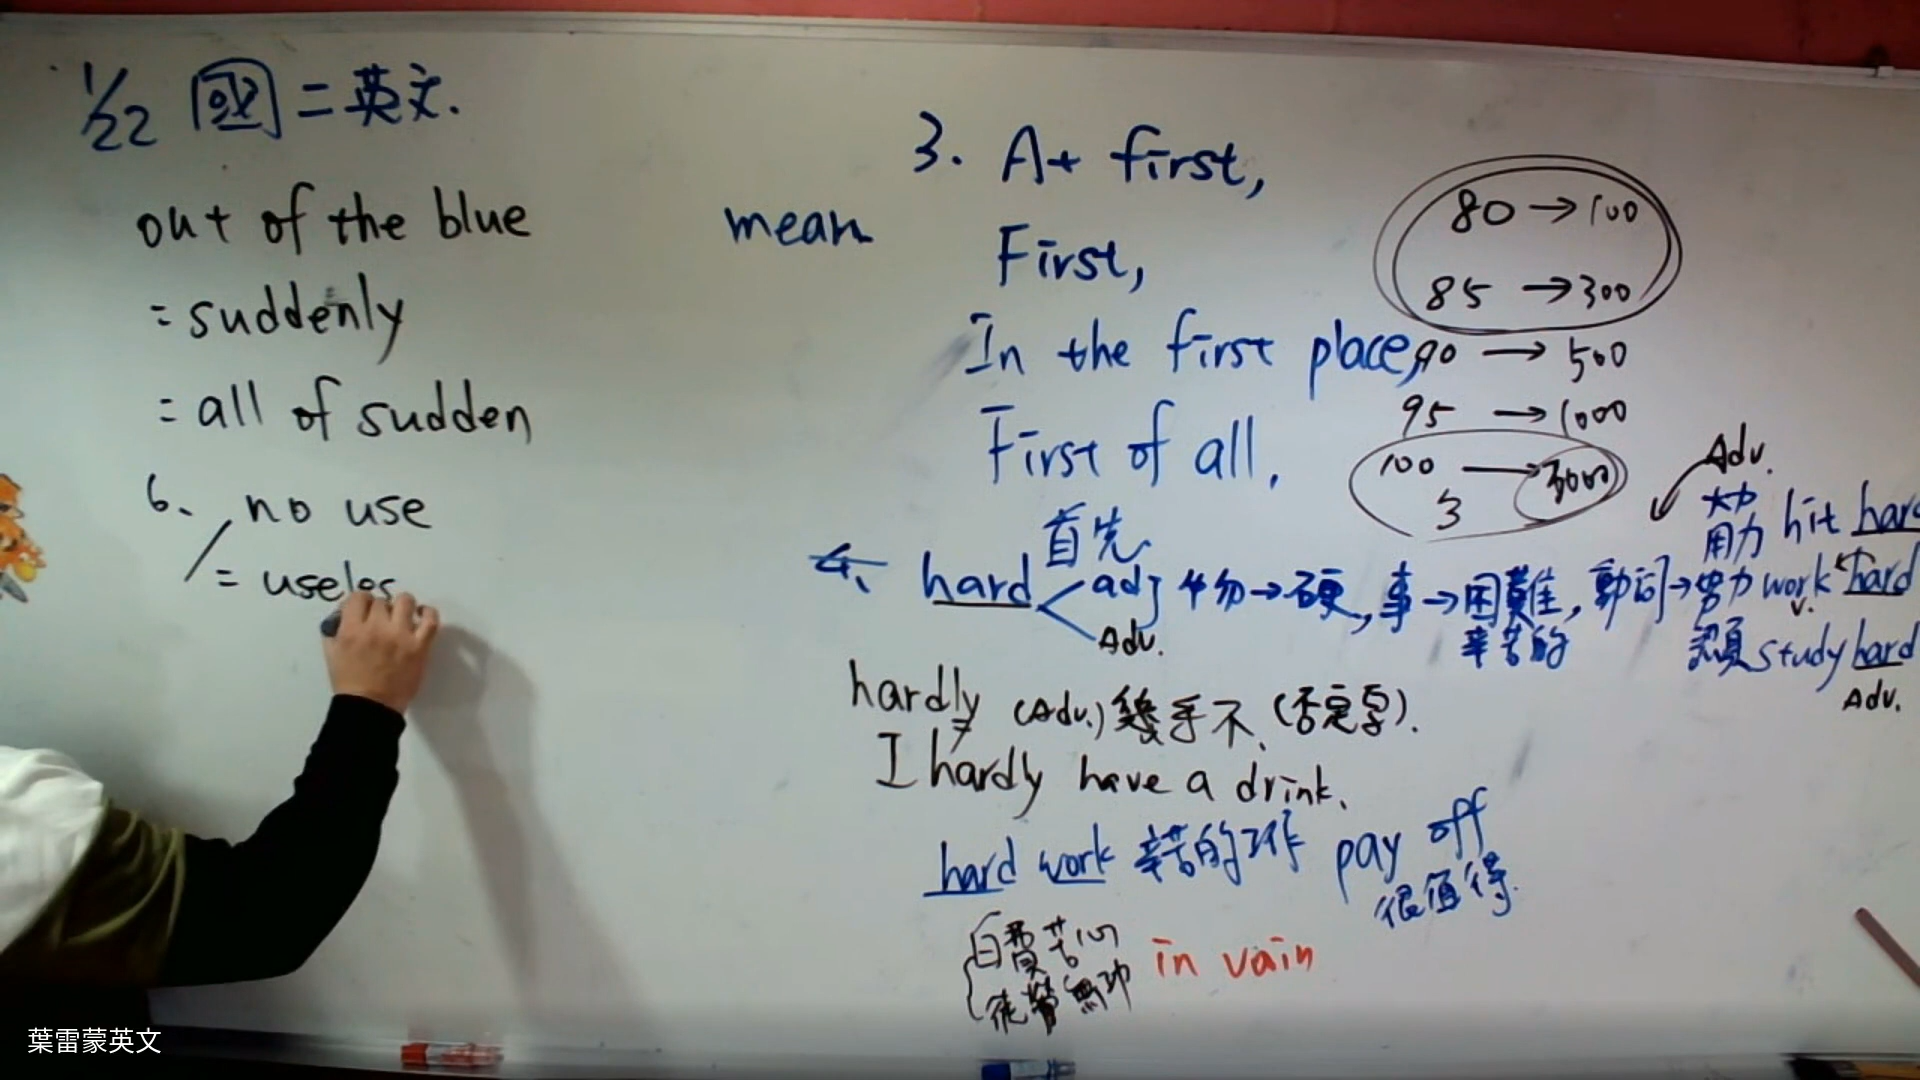 1/22 國二英文.
out of the blue
= suddenly
= all of sudden
6. no use
= useles
mean
3. At first,
First,
In the first place,
First of all,
首先
80 → 100
85 → 300
90 → 500
95 → 1000
100 → 3000
3
4. hard
adj 物 → 硬, 事 → 困難, 動詞 → 努力 work hard
辛苦的
Adv.
Adv.
用力 hit hard
v.
認真 study hard
Adv.
hardly (Adv.) 幾乎不. (否定字).
I hardly have a drink.
hard work 辛苦的工作 pay off
很值得.
白費苦心
徒勞無功
in vain
葉雷蒙英文